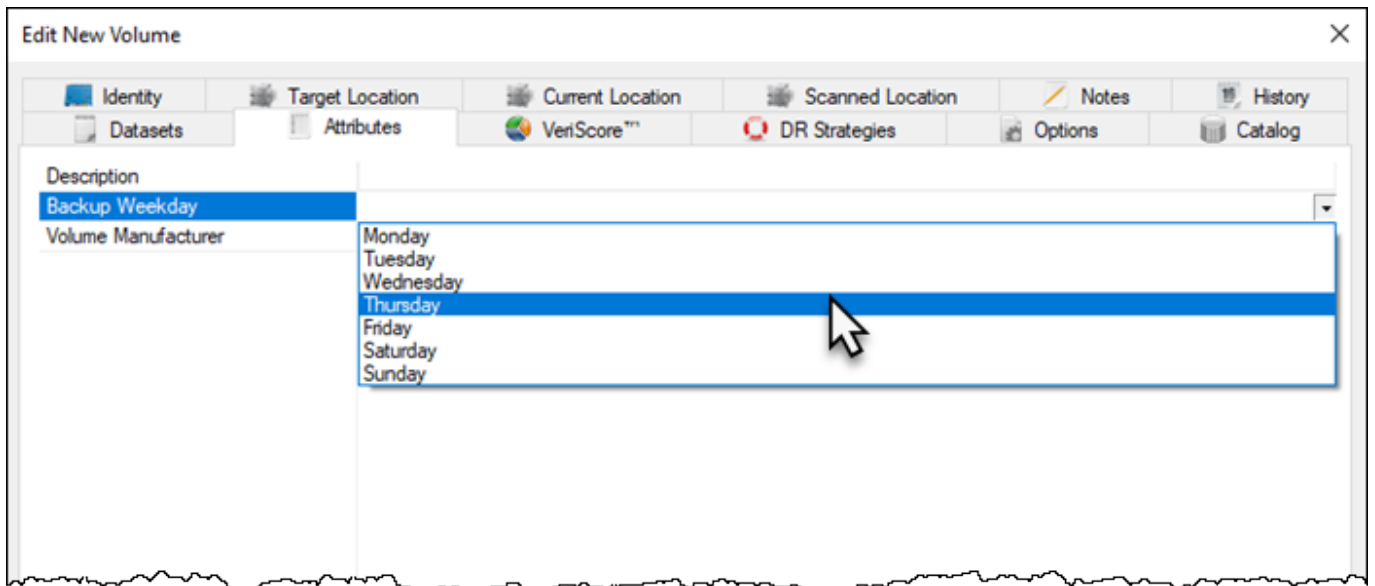 Edit New Volume
Identity Target Location Current Location Scanned Location Notes History
Datasets Attributes VeriScore™ DR Strategies Options Catalog
Description
Backup Weekday
Volume Manufacturer
Monday
Tuesday
Wednesday
Thursday
Friday
Saturday
Sunday